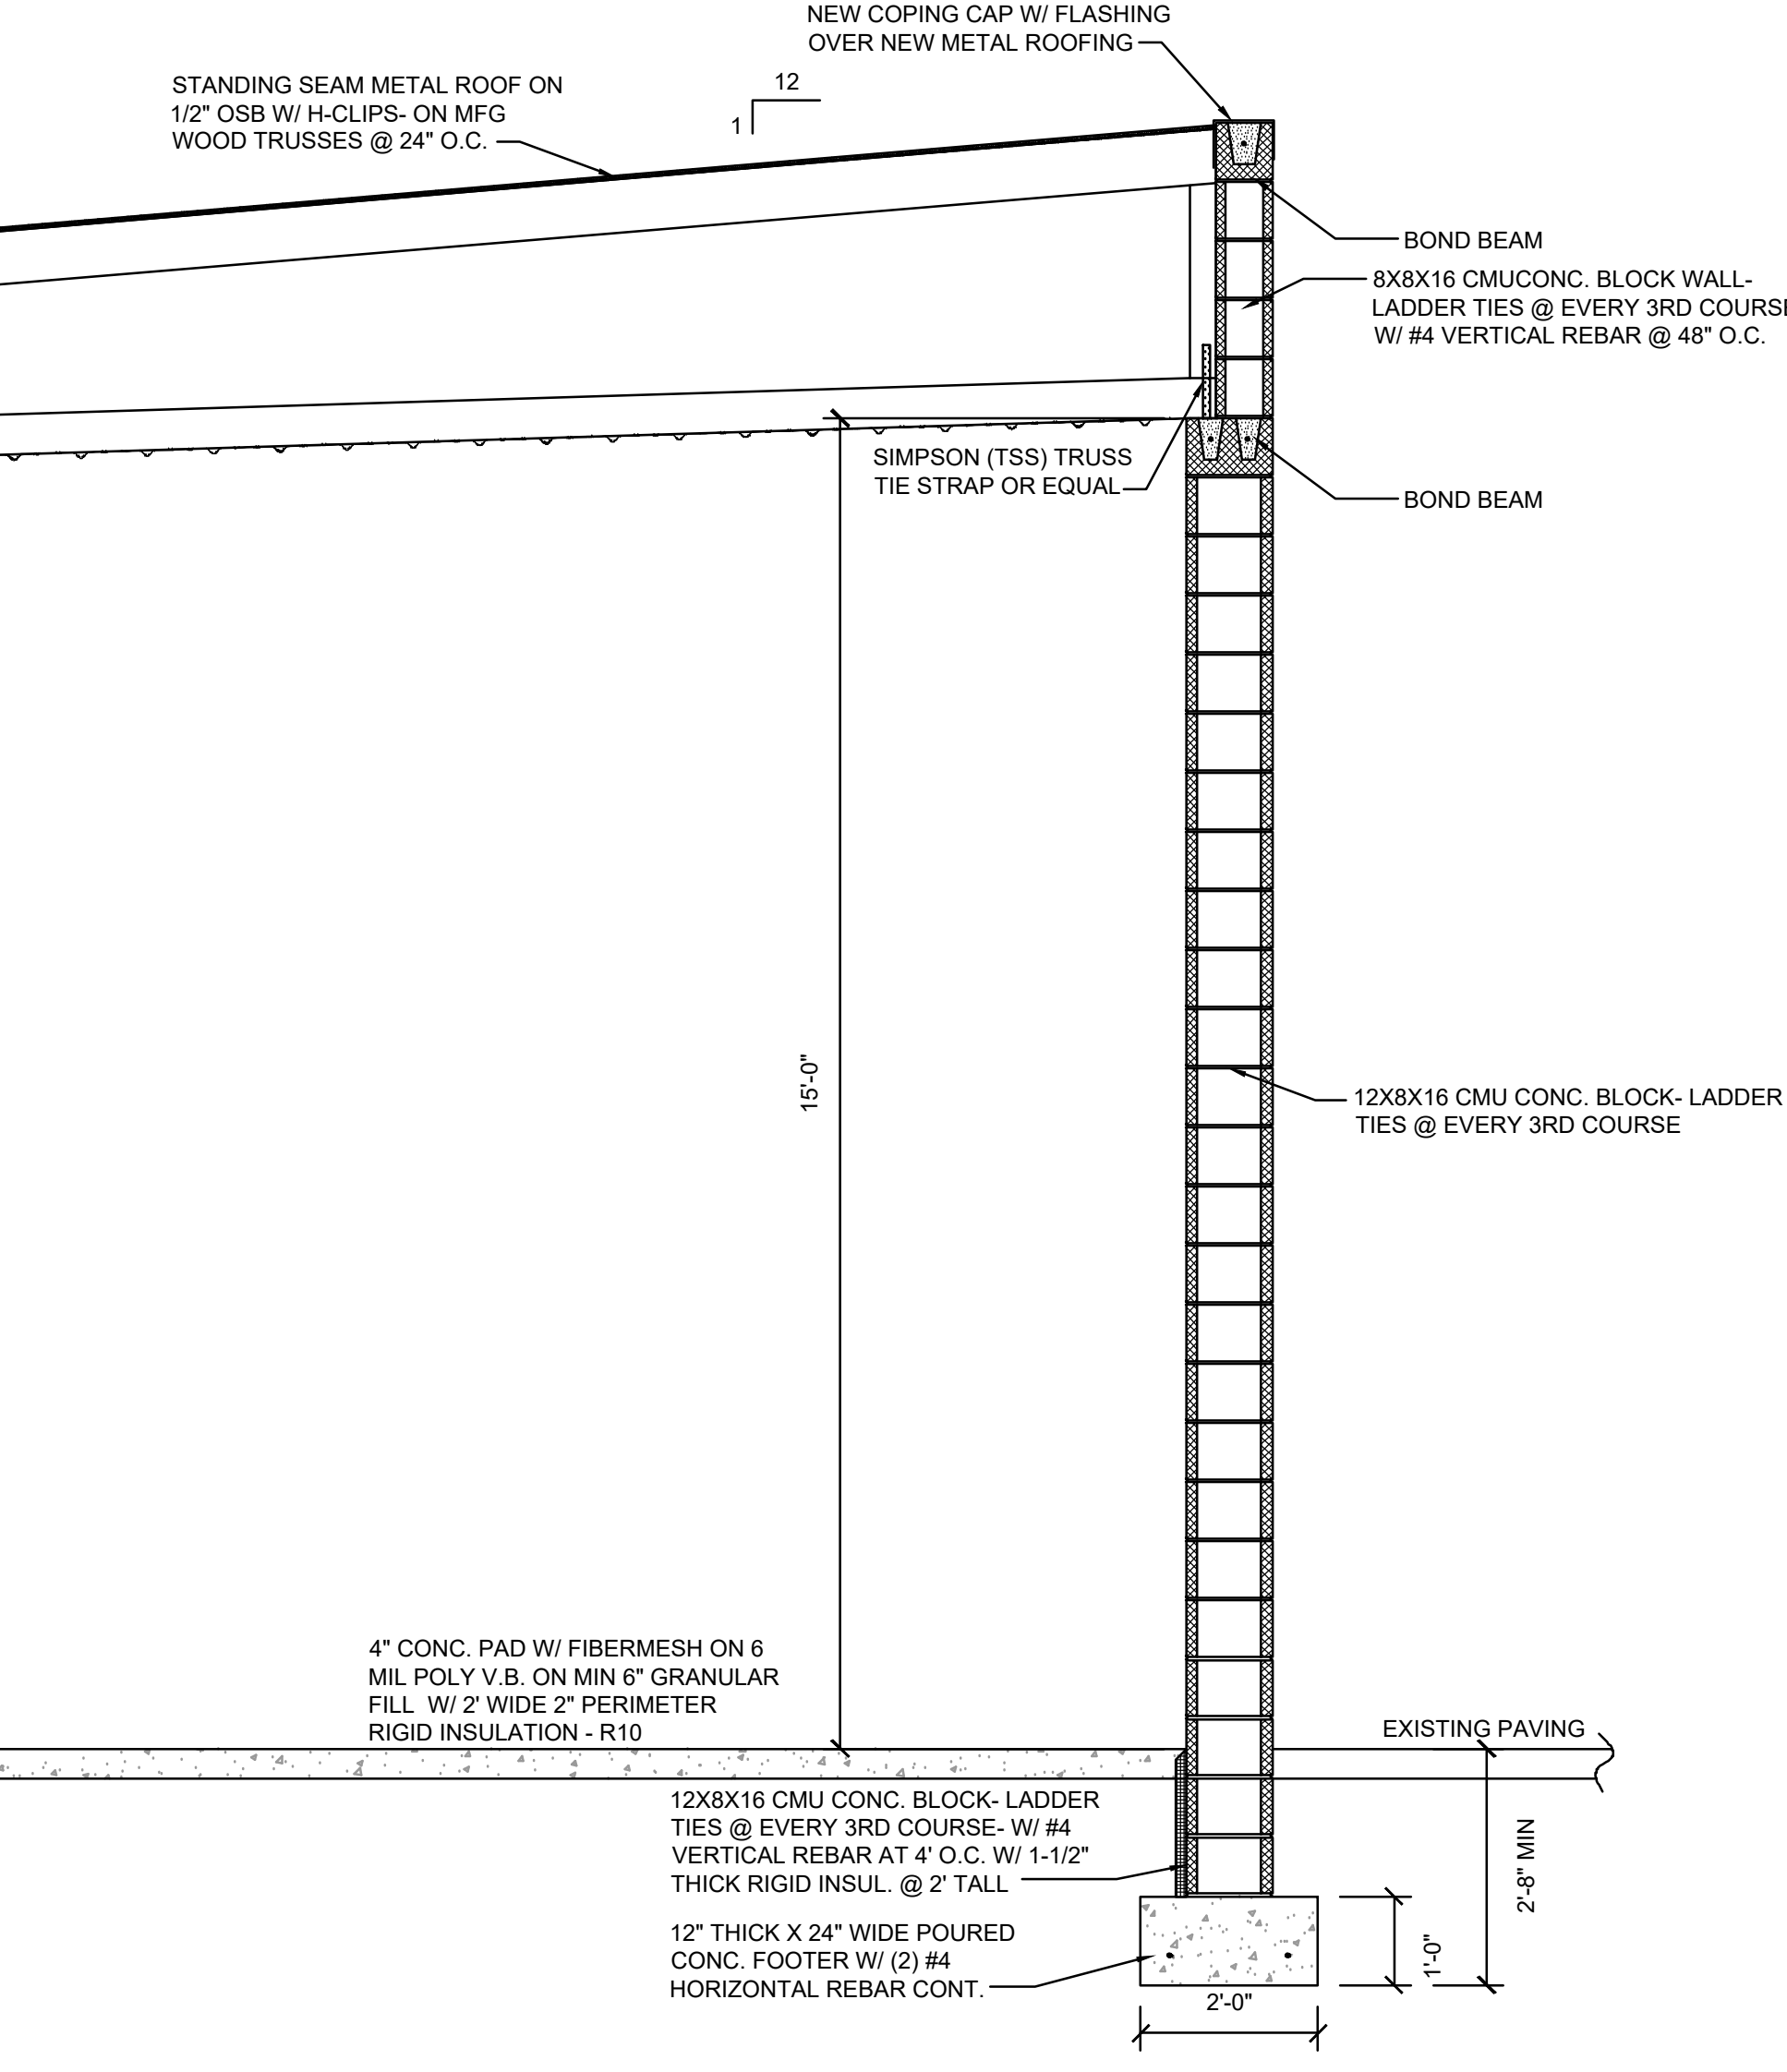 NEW COPING CAP W/ FLASHING
OVER NEW METAL ROOFING
STANDING SEAM METAL ROOF ON
1/2" OSB W/ H-CLIPS- ON MFG
WOOD TRUSSES @ 24" O.C.
12
1
BOND BEAM
8X8X16 CMUCONC. BLOCK WALL-
LADDER TIES @ EVERY 3RD COURSE
W/ #4 VERTICAL REBAR @ 48" O.C.
SIMPSON (TSS) TRUSS
TIE STRAP OR EQUAL
BOND BEAM
15'-0"
12X8X16 CMU CONC. BLOCK- LADDER
TIES @ EVERY 3RD COURSE
4" CONC. PAD W/ FIBERMESH ON 6
MIL POLY V.B. ON MIN 6" GRANULAR
FILL W/ 2' WIDE 2" PERIMETER
RIGID INSULATION - R10
EXISTING PAVING
12X8X16 CMU CONC. BLOCK- LADDER
TIES @ EVERY 3RD COURSE- W/ #4
VERTICAL REBAR AT 4' O.C. W/ 1-1/2"
THICK RIGID INSUL. @ 2' TALL
2'-8" MIN
12" THICK X 24" WIDE POURED
CONC. FOOTER W/ (2) #4
HORIZONTAL REBAR CONT.
1'-0"
2'-0"